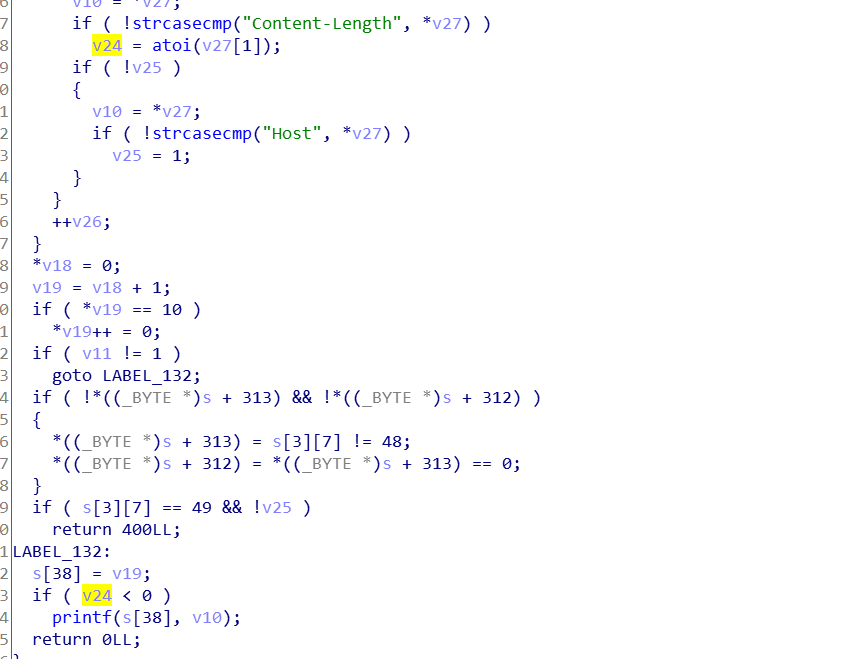 6 v10 = *v27;
7 if ( !strcasecmp("Content-Length", *v27) )
8 v24 = atoi(v27[1]);
9 if ( !v25 )
0 {
1 v10 = *v27;
2 if ( !strcasecmp("Host", *v27) )
3 v25 = 1;
4 }
5 }
6 ++v26;
7 }
8 *v18 = 0;
9 v19 = v18 + 1;
0 if ( *v19 == 10 )
1 *v19++ = 0;
2 if ( v11 != 1 )
3 goto LABEL_132;
4 if ( !*((_BYTE *)s + 313) && !*((_BYTE *)s + 312) )
5 {
6 *((_BYTE *)s + 313) = s[3][7] != 48;
7 *((_BYTE *)s + 312) = *((_BYTE *)s + 313) == 0;
8 }
9 if ( s[3][7] == 49 && !v25 )
0 return 400LL;
1 LABEL_132:
2 s[38] = v19;
3 if ( v24 < 0 )
4 printf(s[38], v10);
5 return 0LL;
6 }